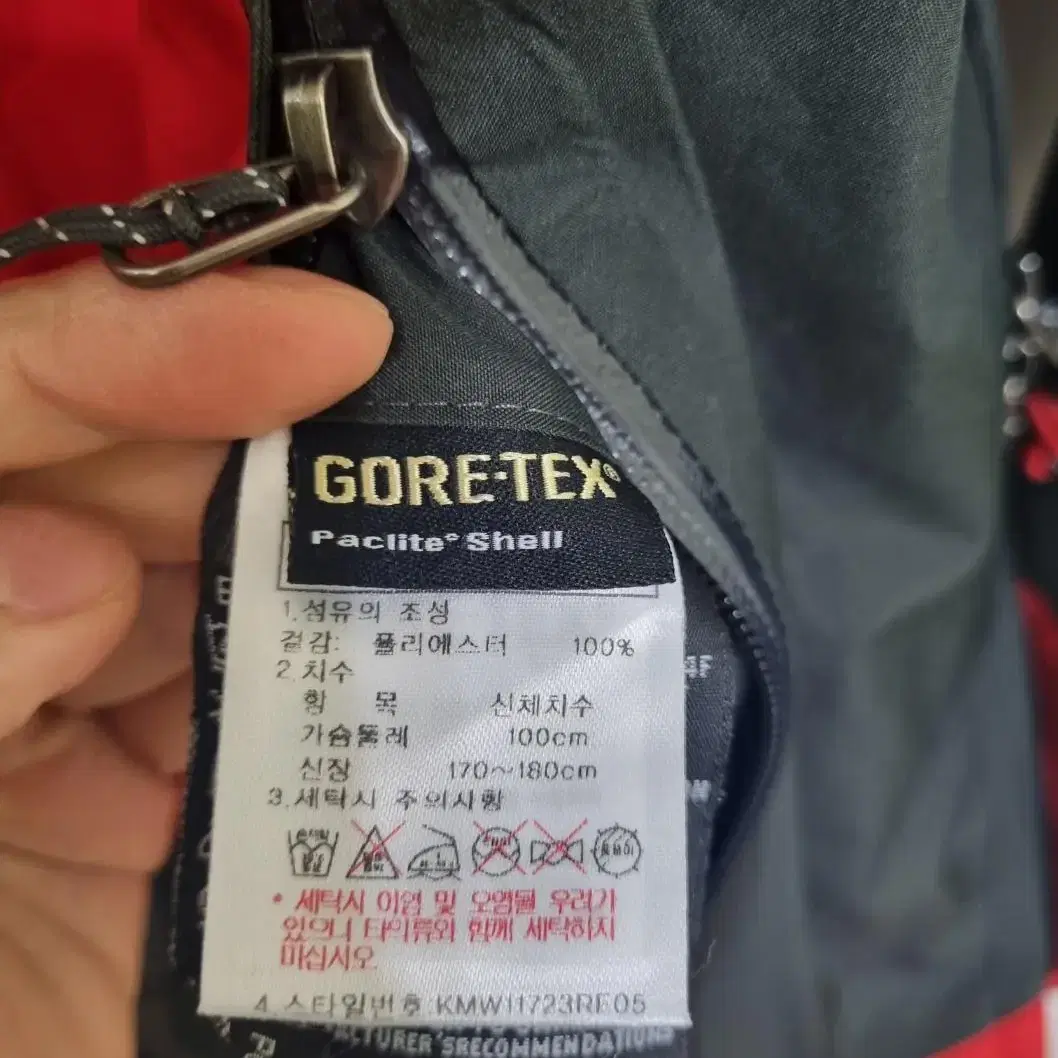 GORE-TEX®
Paclite® Shell
1.섬유의 조성
겉감: 폴리에스터 100%
2.치수
항 목 신체치수
가슴둘레 100cm
신장 170~180cm
3.세탁시 주의사항
* 세탁시 이염 및 오염될 우려가
있으니 타의류와 함께 세탁하지
마십시오
4.스타일번호:KMW11723RE05
FACTURER'S RECOMMENDATIONS